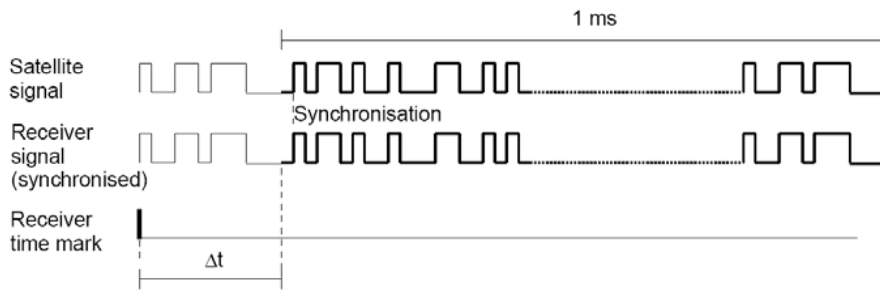 1 ms
Satellite
signal
Synchronisation
Receiver
signal
(synchronised)
Receiver
time mark
Δt